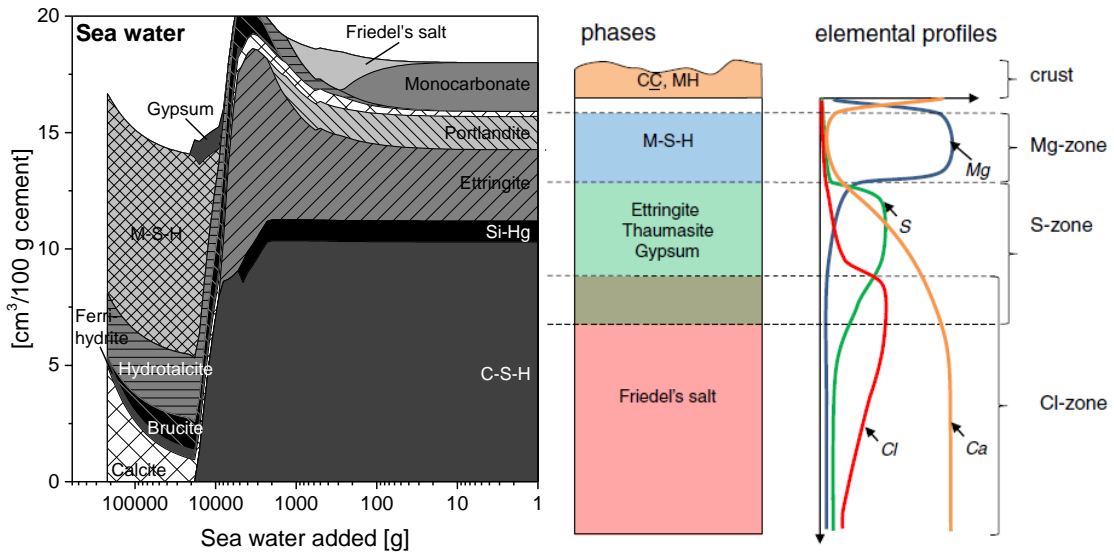 Sea water
Friedel's salt
Monocarbonate
Gypsum
Portlandite
Ettringite
M-S-H
Si-Hg
Ferri-
hydrite
Hydrotalcite
C-S-H
Brucite
Calcite
20
15
10
5
0
[cm³/100 g cement]
100000 10000 1000 100 10 1
Sea water added [g]
phases
CC̲, MH
M-S-H
Ettringite
Thaumasite
Gypsum
Friedel's salt
elemental profiles
crust
Mg-zone
Mg
S-zone
S
Cl-zone
Cl
Ca